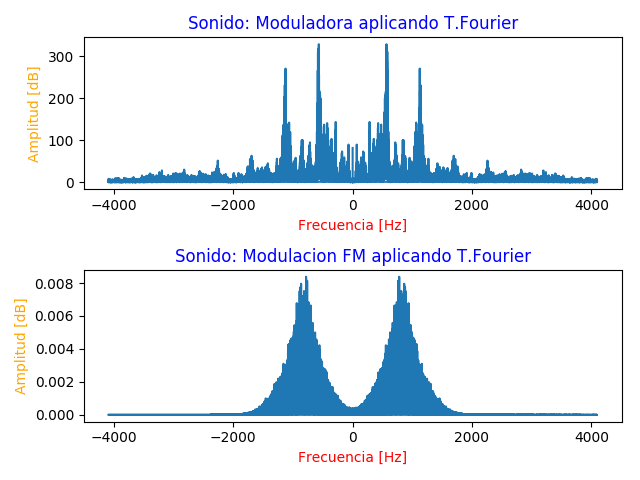 Sonido: Moduladora aplicando T.Fourier
Amplitud [dB]
300
200
100
0
−4000 −2000 0 2000 4000
Frecuencia [Hz]
Sonido: Modulacion FM aplicando T.Fourier
Amplitud [dB]
0.008
0.006
0.004
0.002
0.000
−4000 −2000 0 2000 4000
Frecuencia [Hz]